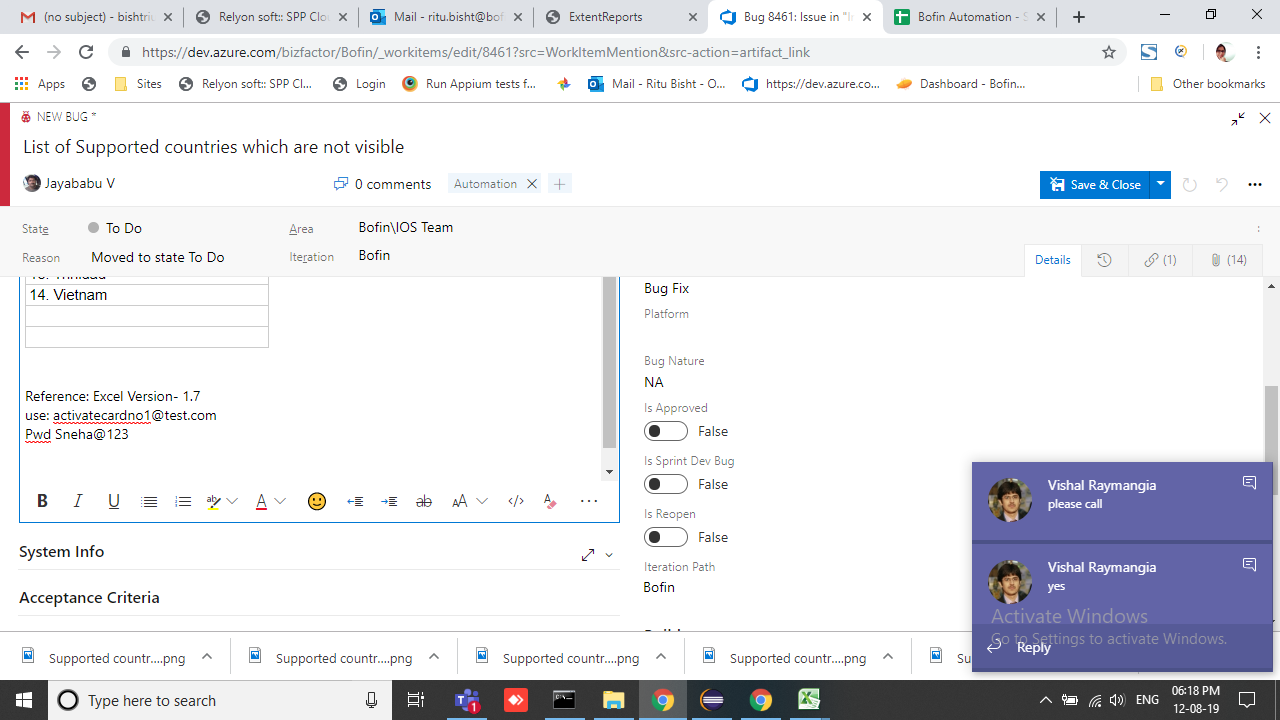 (no subject) - bishtriu
Relyon soft:: SPP Clou
Mail - ritu.bisht@bof
ExtentReports
Bug 8461: Issue in "In
Bofin Automation - S
https://dev.azure.com/bizfactor/Bofin/_workitems/edit/8461?src=WorkItemMention&src-action=artifact_link
Apps
Sites
Relyon soft:: SPP Cl...
Login
Run Appium tests f...
Mail - Ritu Bisht - O...
https://dev.azure.co...
Dashboard - Bofin...
Other bookmarks
NEW BUG *
List of Supported countries which are not visible
Jayababu V
0 comments
Automation
Save & Close
State
To Do
Area
Bofin\IOS Team
Reason
Moved to state To Do
Iteration
Bofin
Details
(1)
(14)
13. Trinidad
14. Vietnam
Reference: Excel Version- 1.7
use: activatecardno1@test.com
Pwd Sneha@123
B I U
A
ab
AA
</>
A
System Info
Acceptance Criteria
Bug Fix
Platform
Bug Nature
NA
Is Approved
False
Is Sprint Dev Bug
False
Is Reopen
False
Iteration Path
Bofin
Vishal Raymangia
please call
Vishal Raymangia
yes
Activate Windows
Go to Settings to activate Windows.
Reply
Supported countr....png
Supported countr....png
Supported countr....png
Supported countr....png
Type here to search
1
ENG
06:18 PM
12-08-19